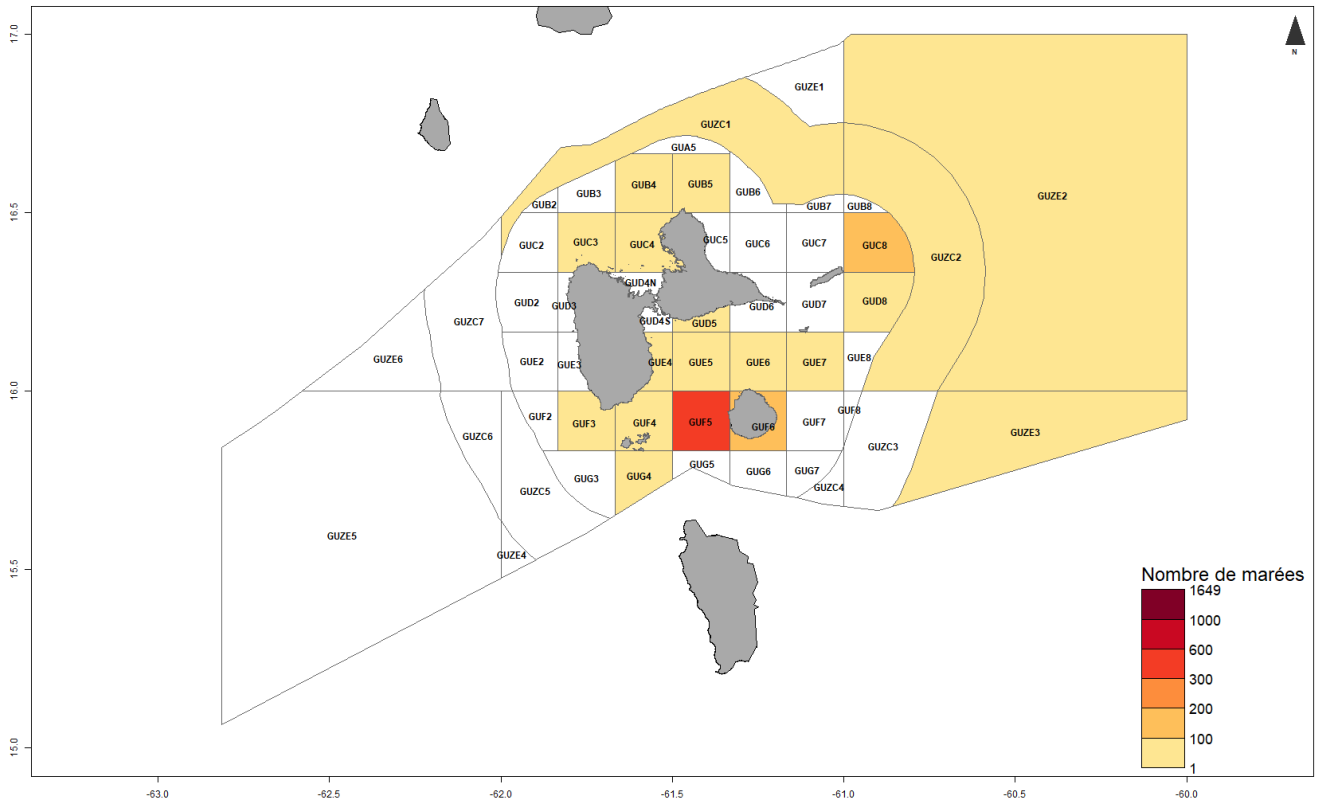 17.0
N
GUZE1
GUZC1
GUA5
GUB4
GUB5
GUB3
GUB6
GUZE2
GUB2
GUB7
GUB8
16.5
GUC2
GUC3
GUC4
GUC5
GUC6
GUC7
GUC8
GUZC2
GUD4N
GUD2
GUD3
GUD6
GUD7
GUD8
GUZC7
GUD4S
GUD5
GUZE6
GUE2
GUE3
GUE4
GUE5
GUE6
GUE7
GUE8
16.0
GUF2
GUF3
GUF4
GUF5
GUF6
GUF7
GUF8
GUZC6
GUZE3
GUZC3
GUG5
GUG3
GUG4
GUG6
GUG7
GUZC5
GUZC4
GUZE5
GUZE4
15.5
Nombre de marées
1649
1000
600
300
200
100
1
15.0
-63.0
-62.5
-62.0
-61.5
-61.0
-60.5
-60.0